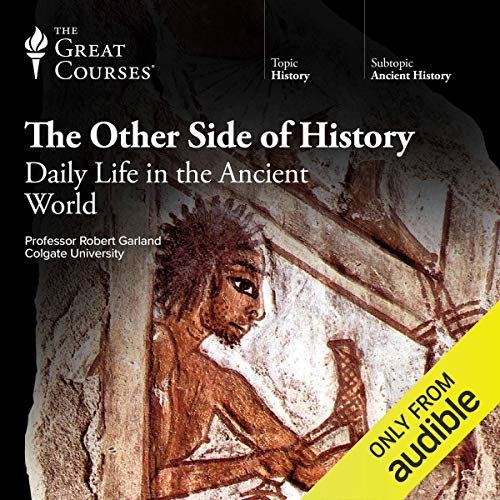 THE
GREAT
COURSES®
Topic
History
Subtopic
Ancient History
The Other Side of History
Daily Life in the Ancient
World
Professor Robert Garland
Colgate University
ONLY FROM
audible